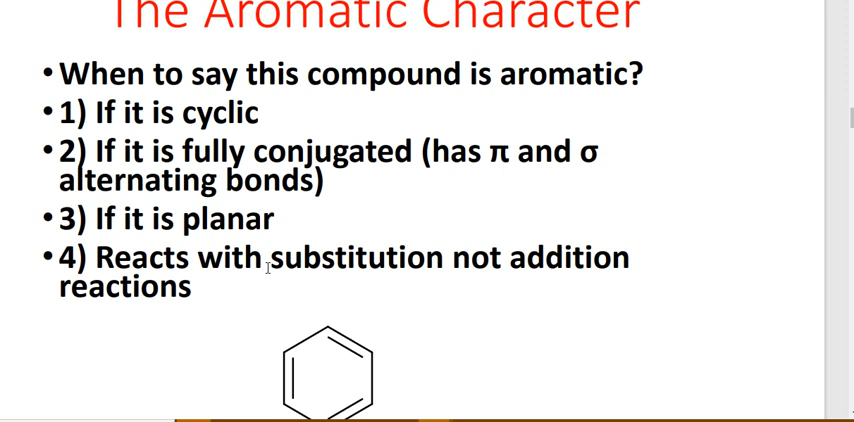 The Aromatic Character
• When to say this compound is aromatic?
• 1) If it is cyclic
• 2) If it is fully conjugated (has π and σ
alternating bonds)
• 3) If it is planar
• 4) Reacts with substitution not addition
reactions